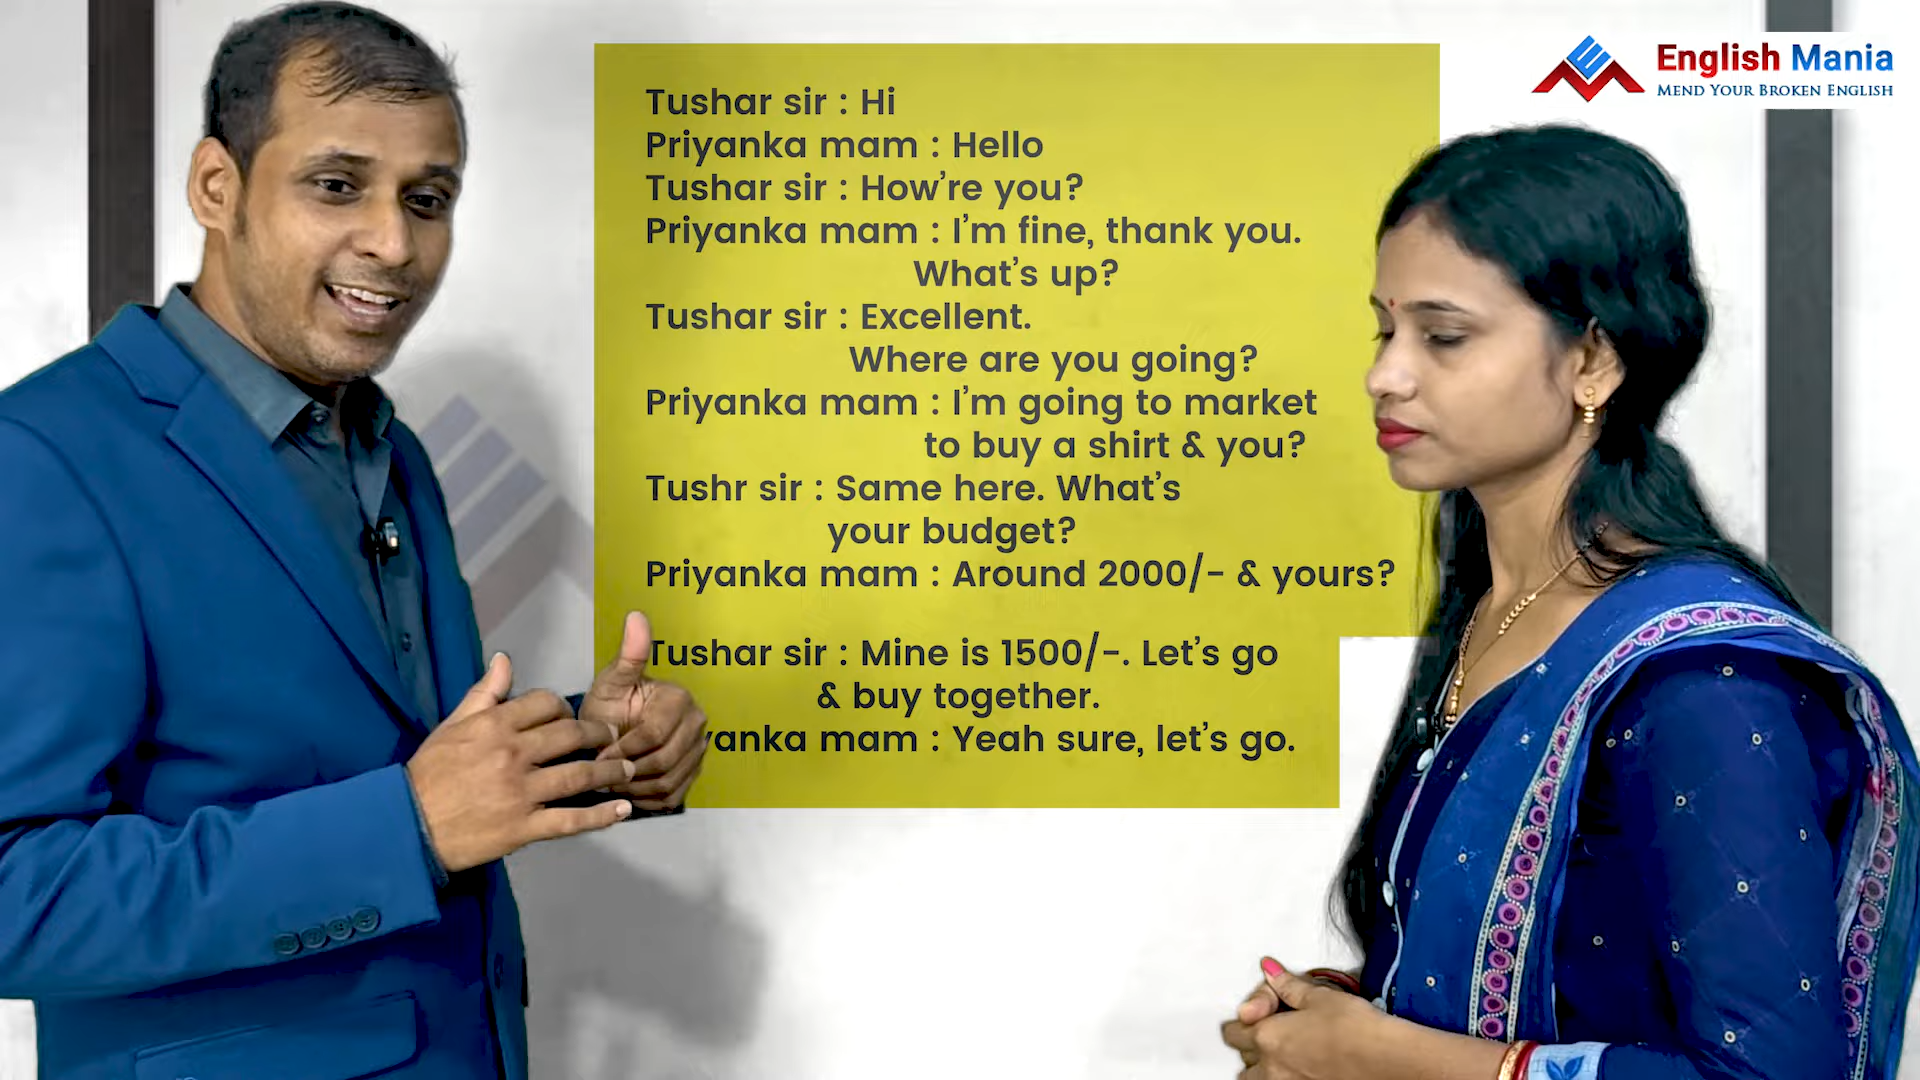 English Mania
MEND YOUR BROKEN ENGLISH
Tushar sir : Hi
Priyanka mam : Hello
Tushar sir : How're you?
Priyanka mam : I'm fine, thank you.
What's up?
Tushar sir : Excellent.
Where are you going?
Priyanka mam : I'm going to market
to buy a shirt & you?
Tushr sir : Same here. What's
your budget?
Priyanka mam : Around 2000/- & yours?
Tushar sir : Mine is 1500/-. Let's go
& buy together.
yanka mam : Yeah sure, let's go.